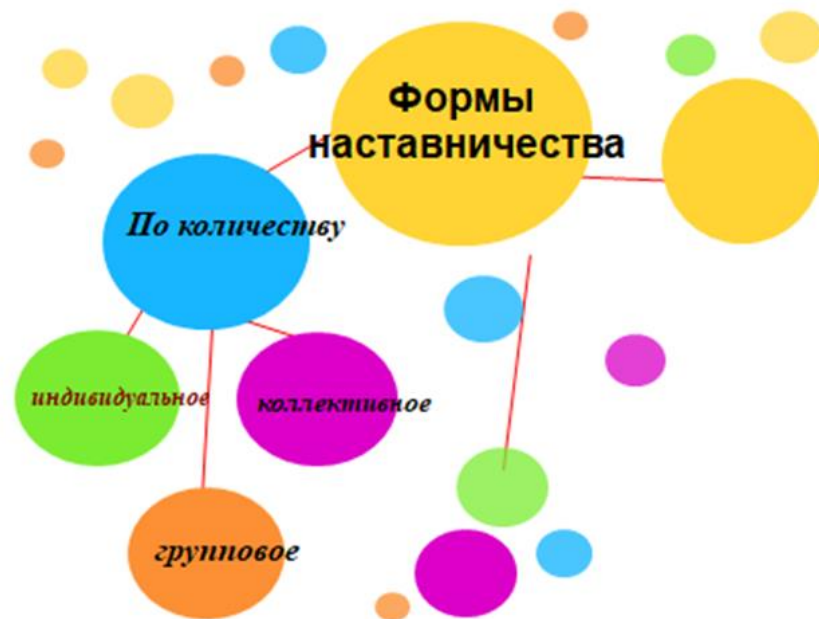 Формы
наставничества
По количеству
индивидуальное
коллективное
групповое